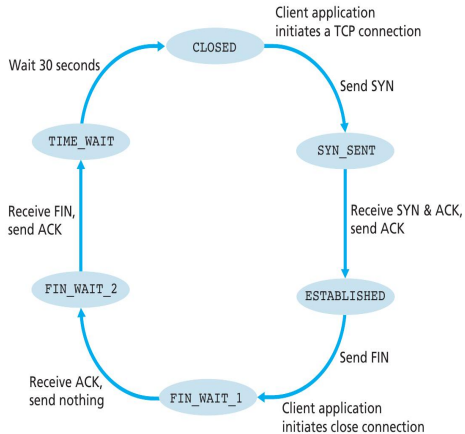 Client application
initiates a TCP connection
CLOSED
Wait 30 seconds
Send SYN
TIME_WAIT
SYN_SENT
Receive FIN,
send ACK
Receive SYN & ACK,
send ACK
FIN_WAIT_2
ESTABLISHED
Send FIN
Receive ACK,
send nothing
FIN_WAIT_1
Client application
initiates close connection